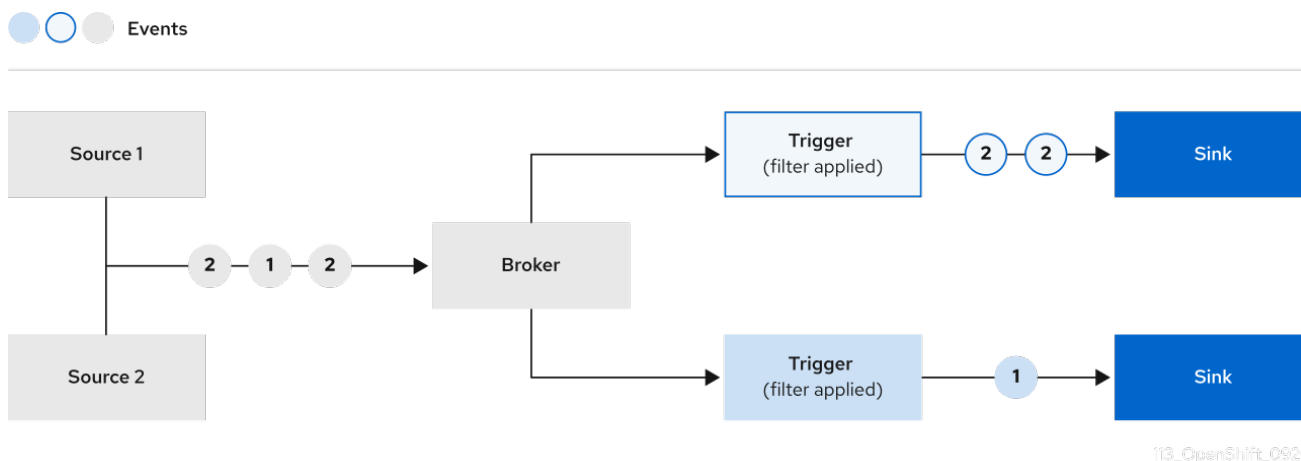 Events
Source 1
Trigger
(filter applied)
2
2
Sink
2
1
2
Broker
Source 2
Trigger
(filter applied)
1
Sink
113_OpenShift_092